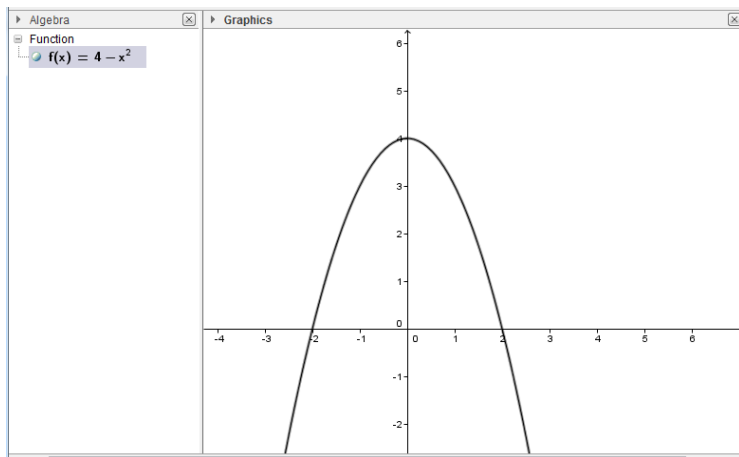 Algebra
Function
f(x) = 4 – x²
Graphics
6
5
4
3
2
1
0
-4 -3 -2 -1 0 1 2 3 4 5 6
-1
-2